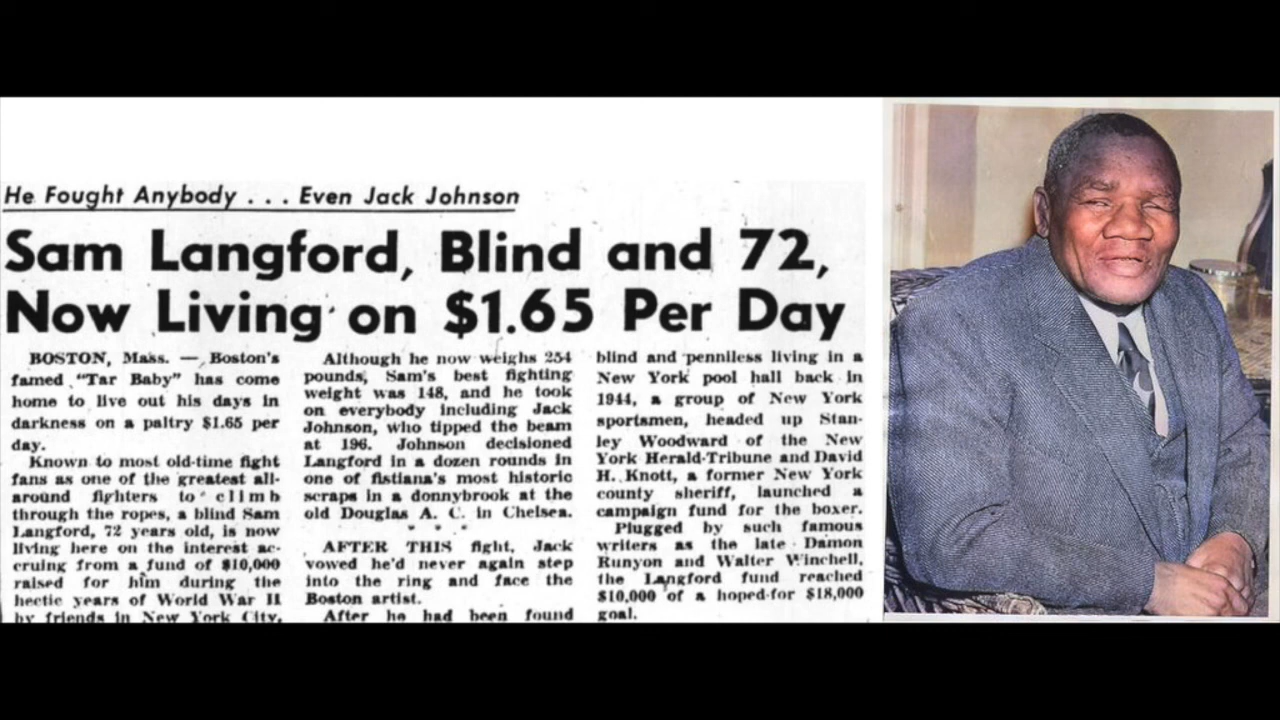 He Fought Anybody . . . Even Jack Johnson
Sam Langford, Blind and 72,
Now Living on $1.65 Per Day
BOSTON, Mass. — Boston's
famed "Tar Baby" has come
home to live out his days in
darkness on a paltry $1.65 per
day.
Known to most old-time fight
fans as one of the greatest all-
around fighters to climb
through the ropes, a blind Sam
Langford, 72 years old, is now
living here on the interest ac-
cruing from a fund of $10,000
raised for him during the
hectic years of World War II
by friends in New York City,
Although he now weighs 254
pounds, Sam's best fighting
weight was 148, and he took
on everybody including Jack
Johnson, who tipped the beam
at 196. Johnson decisioned
Langford in a dozen rounds in
one of fistiana's most historic
scraps in a donnybrook at the
old Douglas A. C. in Chelsea.
* * *
AFTER THIS fight, Jack
vowed he'd never again step
into the ring and face the
Boston artist.
After he had been found
blind and penniless living in a
New York pool hall back in
1944, a group of New York
sportsmen, headed up Stan-
ley Woodward of the New
York Herald-Tribune and David
H. Knott, a former New York
county sheriff, launched a
campaign fund for the boxer.
Plugged by such famous
writers as the late Damon
Runyon and Walter Winchell,
the Langford fund reached
$10,000 of a hoped-for $18,000
goal.